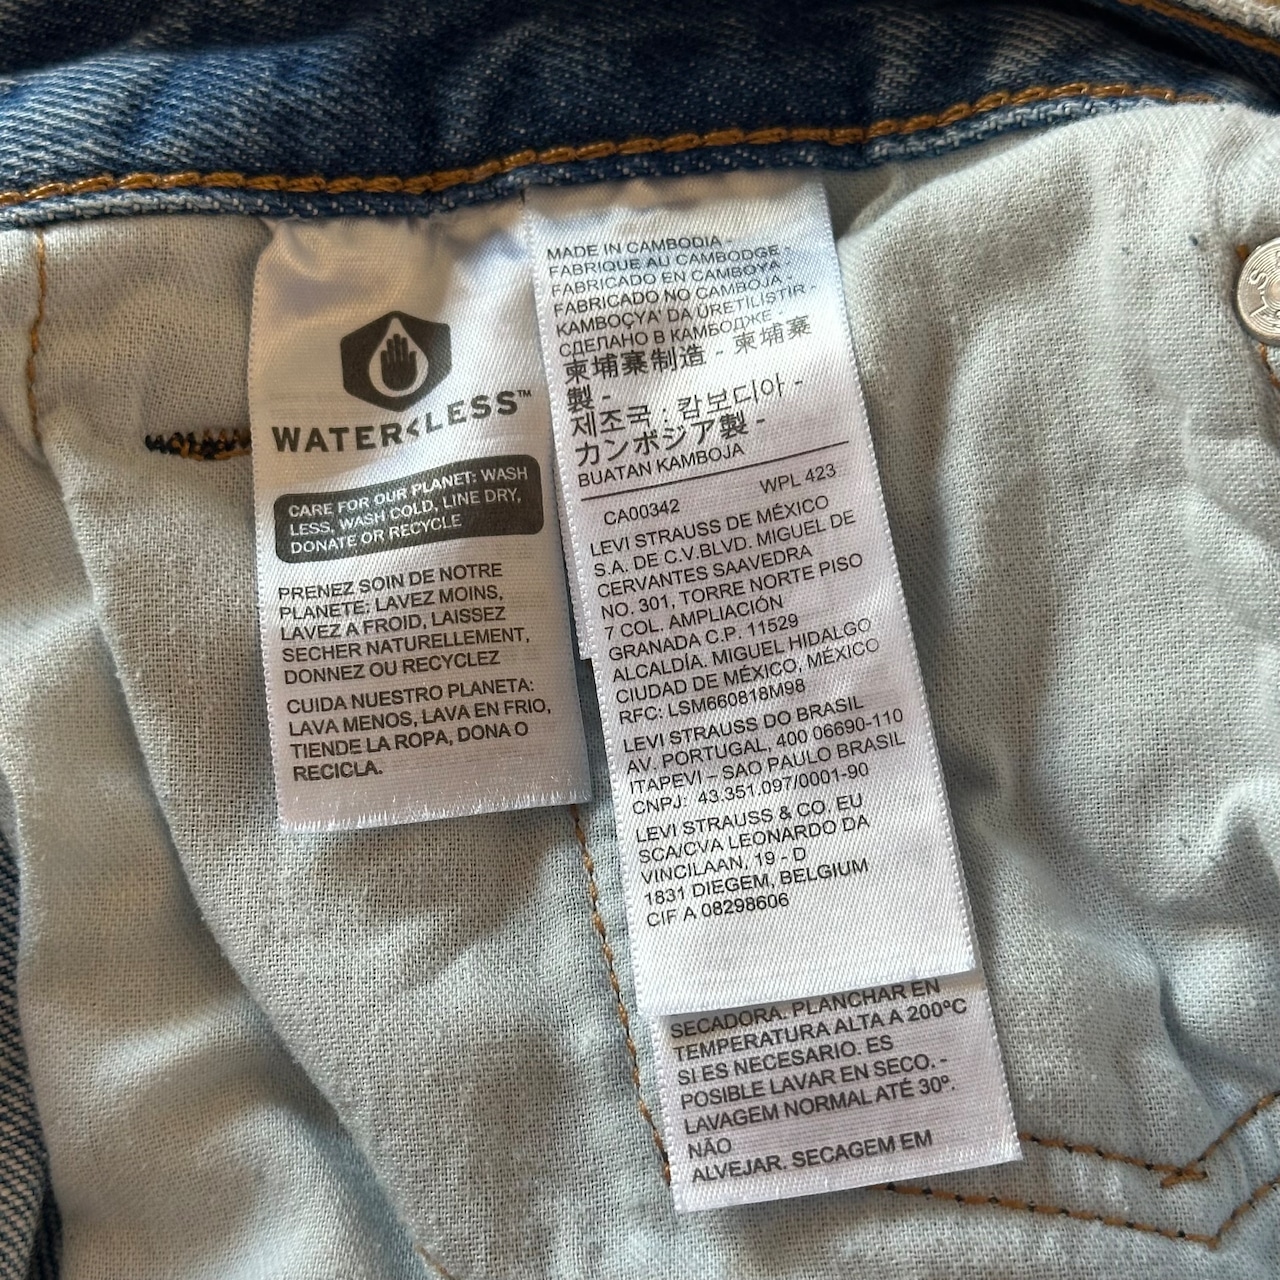 WATER<LESS™
CARE FOR OUR PLANET: WASH
LESS, WASH COLD, LINE DRY,
DONATE OR RECYCLE
PRENEZ SOIN DE NOTRE
PLANETE: LAVEZ MOINS,
LAVEZ A FROID, LAISSEZ
SECHER NATURELLEMENT,
DONNEZ OU RECYCLEZ
CUIDA NUESTRO PLANETA:
LAVA MENOS, LAVA EN FRIO,
TIENDE LA ROPA, DONA O
RECICLA.
MADE IN CAMBODIA -
FABRIQUE AU CAMBODGE -
FABRICADO EN CAMBOYA -
FABRICADO NO CAMBOJA -
KAMBOÇYA' DA ÜRETILISTIR -
СДЕЛАНО В КАМБОДЖЕ -
柬埔寨制造 - 柬埔寨
製 -
제조국 : 캄보디아 -
カンボジア製 -
BUATAN KAMBOJA
CA00342 WPL 423
LEVI STRAUSS DE MÉXICO
S.A. DE C.V.BLVD. MIGUEL DE
CERVANTES SAAVEDRA
NO. 301, TORRE NORTE PISO
7 COL. AMPLIACIÓN
GRANADA C.P. 11529
ALCALDÍA. MIGUEL HIDALGO
CIUDAD DE MÉXICO, MÉXICO
RFC: LSM660818M98
LEVI STRAUSS DO BRASIL
AV. PORTUGAL, 400 06690-110
ITAPEVI – SAO PAULO BRASIL
CNPJ: 43.351.097/0001-90
LEVI STRAUSS & CO. EU
SCA/CVA LEONARDO DA
VINCILAAN, 19 - D
1831 DIEGEM, BELGIUM
CIF A 08298606
SECADORA. PLANCHAR EN
TEMPERATURA ALTA A 200ºC
SI ES NECESARIO. ES
POSIBLE LAVAR EN SECO. -
LAVAGEM NORMAL ATÉ 30º.
NÃO
ALVEJAR. SECAGEM EM